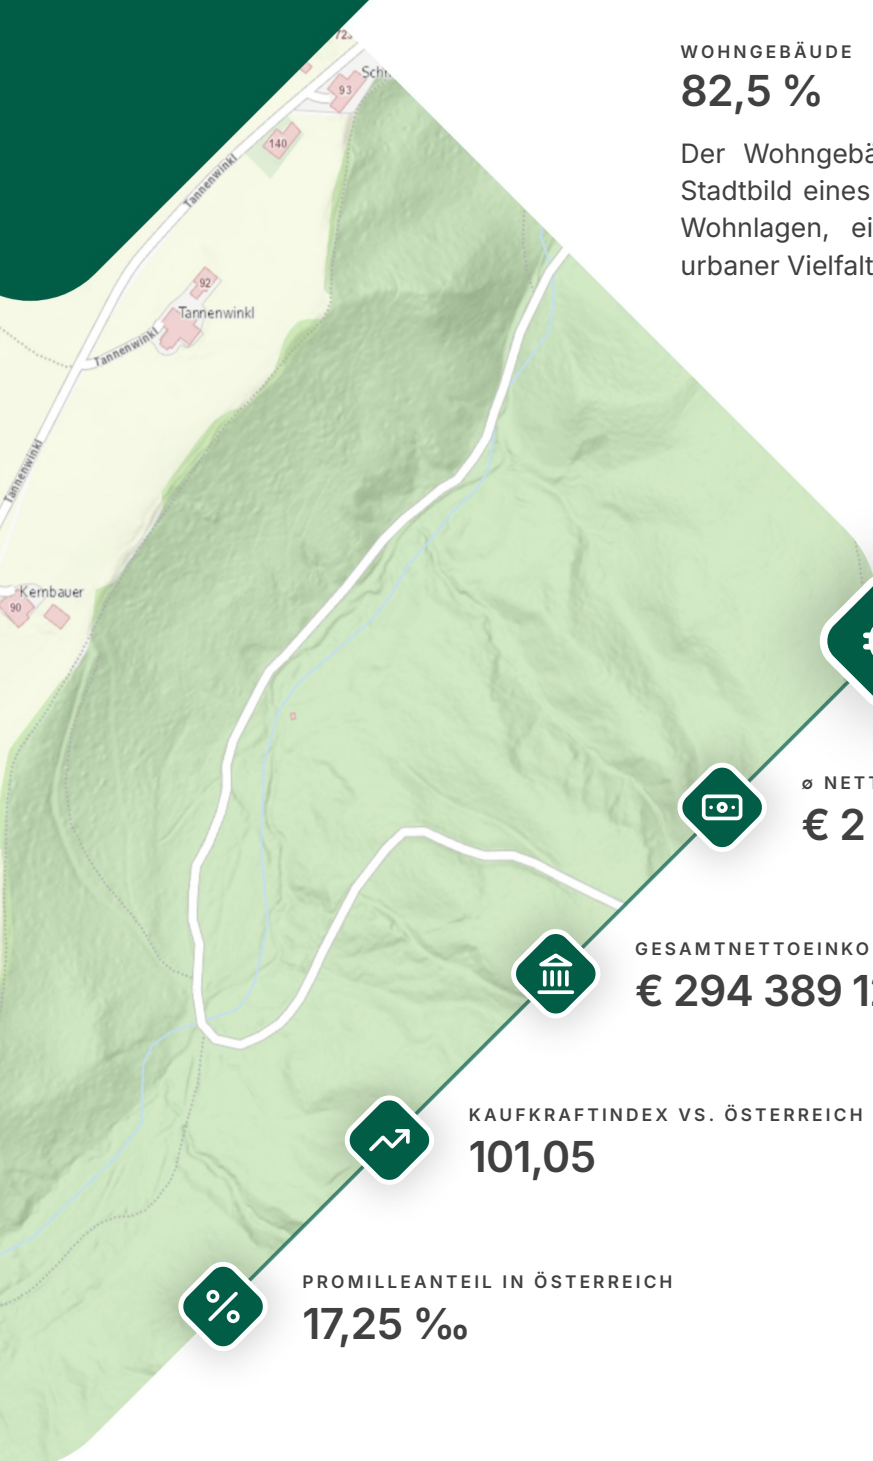 WOHNGEBÄUDE
82,5 %
Der Wohngebä
Stadtbild eines
Wohnlagen, ei
urbaner Vielfalt
93
140
Tannenwinkl
92
Tannenwinkl
Tannenwinkl
Tannenwinkl
Kernbauer
90
ø NETT
€ 2
GESAMTNETTOEINKO
€ 294 389 1
KAUFKRAFTINDEX VS. ÖSTERREICH
101,05
PROMILLEANTEIL IN ÖSTERREICH
17,25 ‰